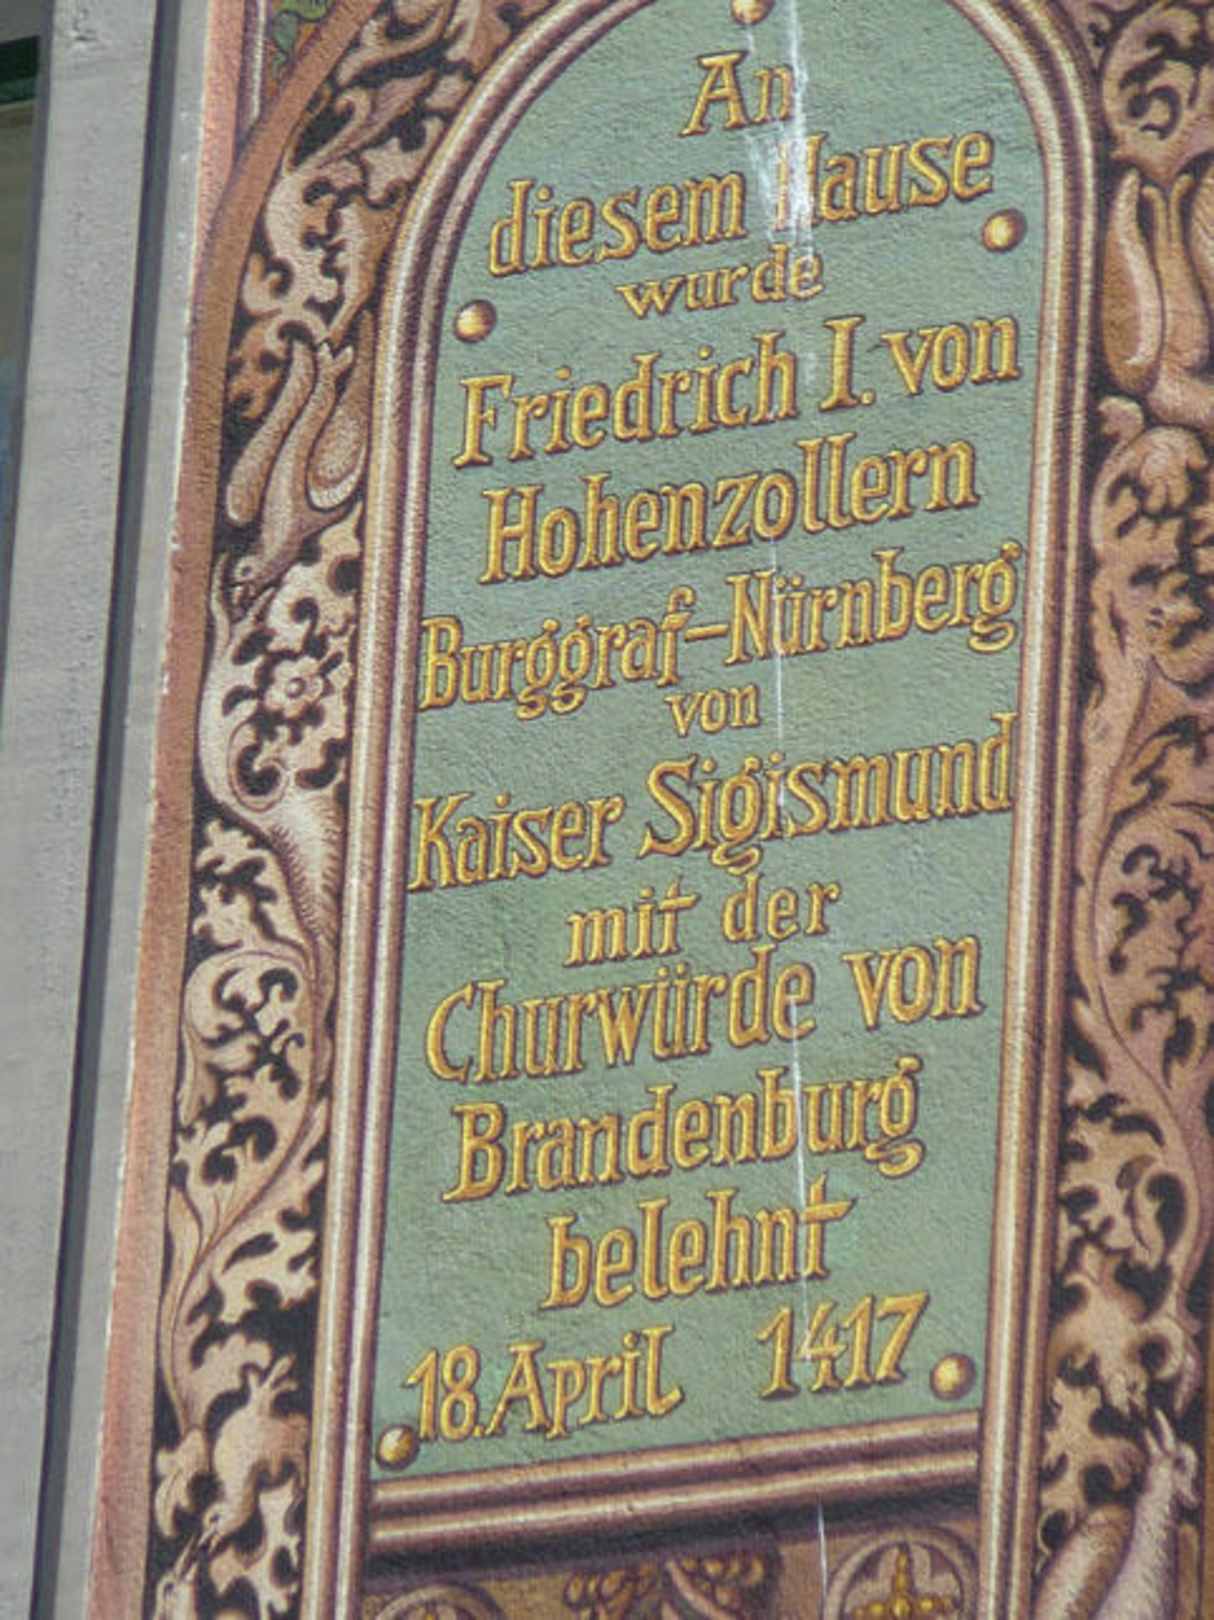 An
diesem Hause
wurde
Friedrich I. von
Hohenzollern
Burggraf-Nürnberg
von
Kaiser Sigismund
mit der
Churwürde von
Brandenburg
belehnt
18. April 1417